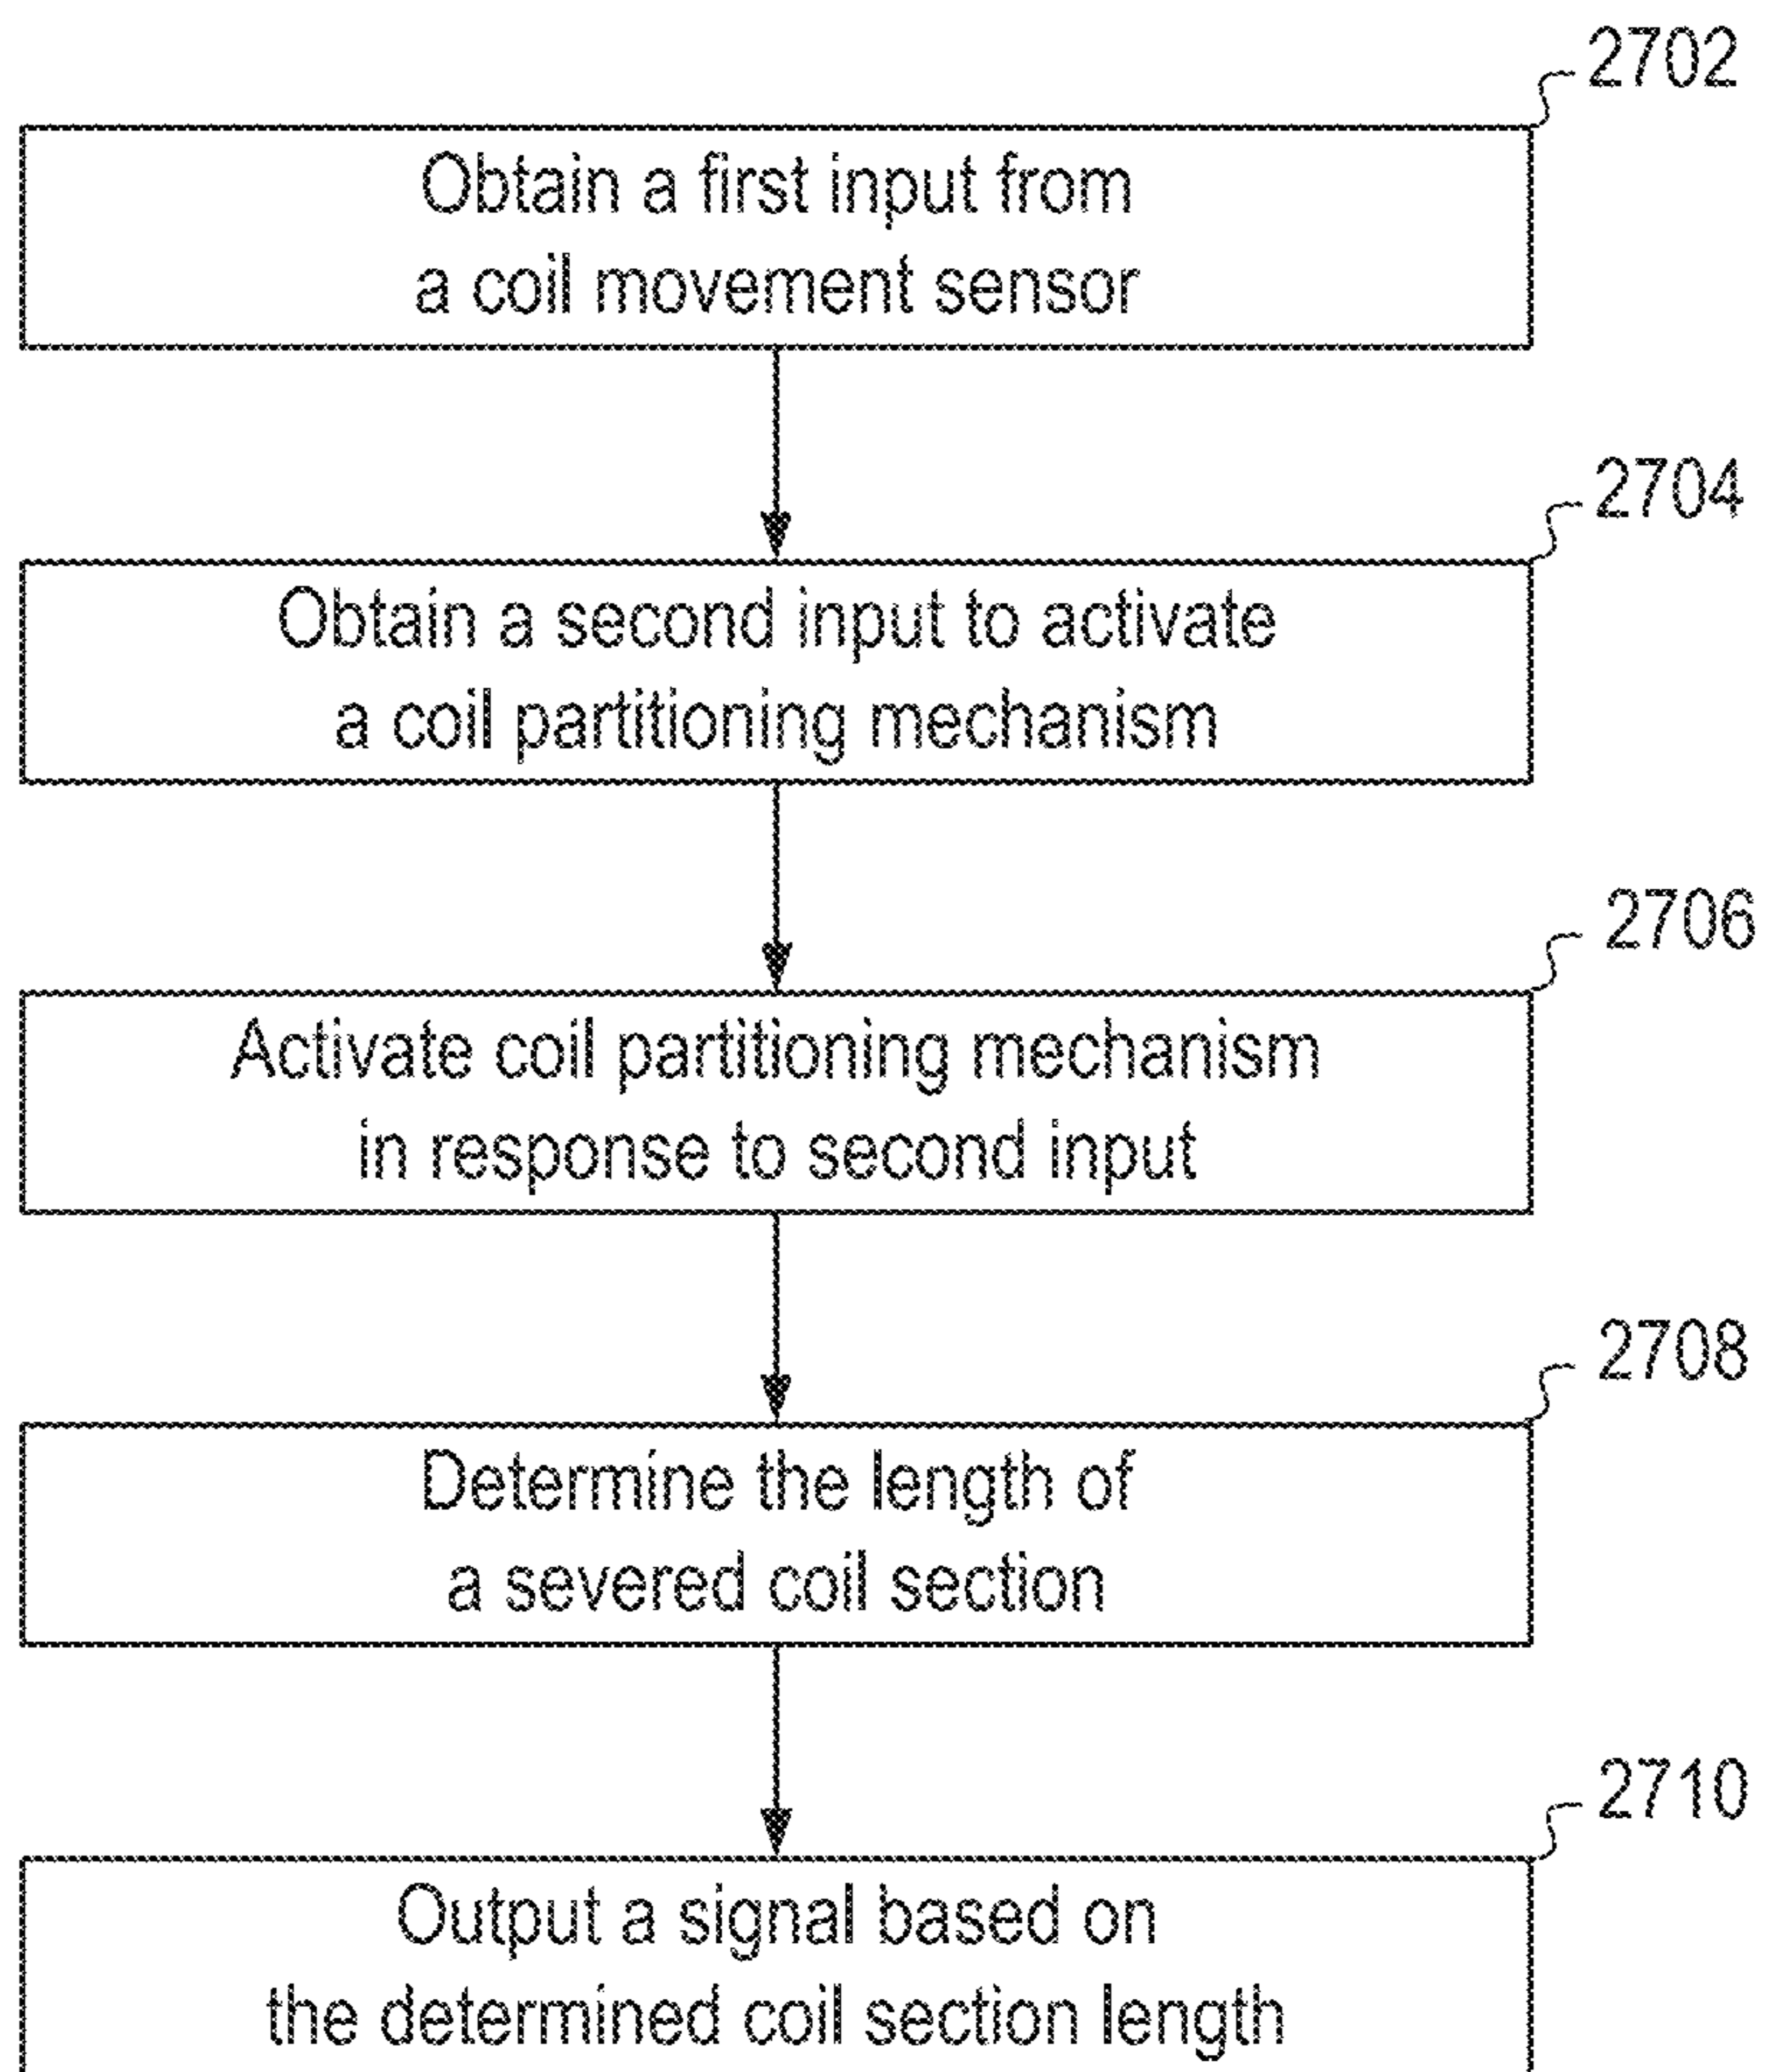 2702
Obtain a first input from
a coil movement sensor
2704
Obtain a second input to activate
a coil partitioning mechanism
2706
Activate coil partitioning mechanism
in response to second input
2708
Determine the length of
a severed coil section
2710
Output a signal based on
the determined coil section length